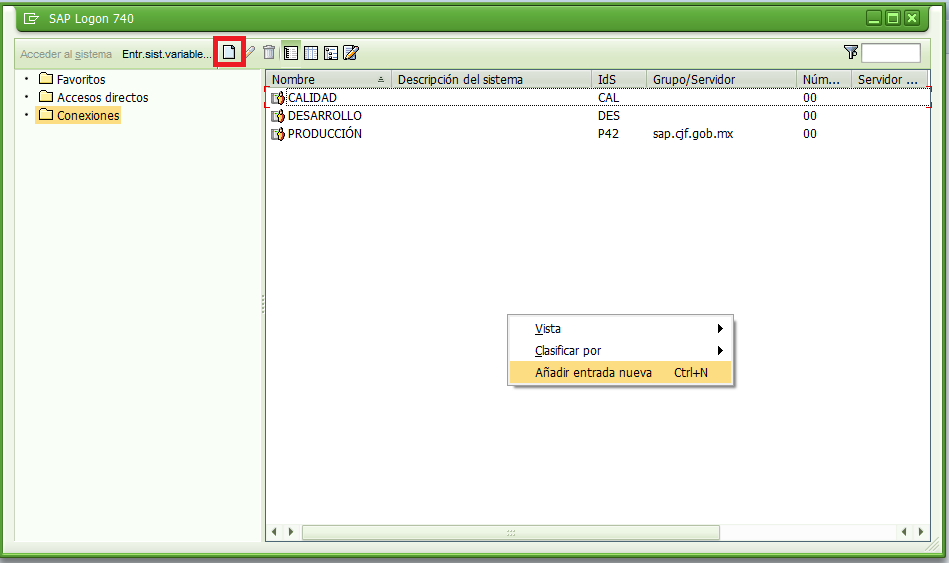 SAP Logon 740
Acceder al sistema Entr.sist.variable...
Favoritos
Accesos directos
Conexiones
Nombre Descripción del sistema IdS Grupo/Servidor Núm... Servidor ...
CALIDAD CAL 00
DESARROLLO DES 00
PRODUCCIÓN P42 sap.cjf.gob.mx 00
Vista
Clasificar por
Añadir entrada nueva Ctrl+N